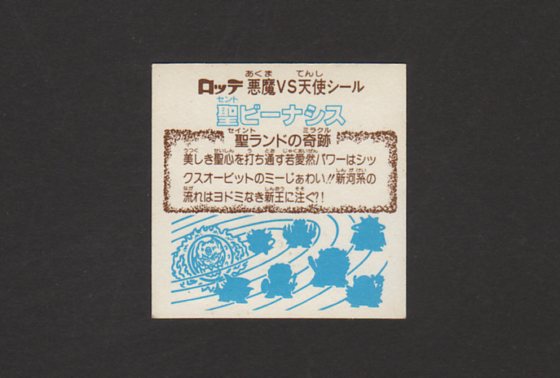 ロッテ 悪魔VS天使シール
聖ビーナシス
聖ランドの奇跡
美しき聖心を打ち通す若愛然パワーはシッ
クスオービットのミーじぁわい!!新河系の
流れはヨドミなき新王に注ぐ?!